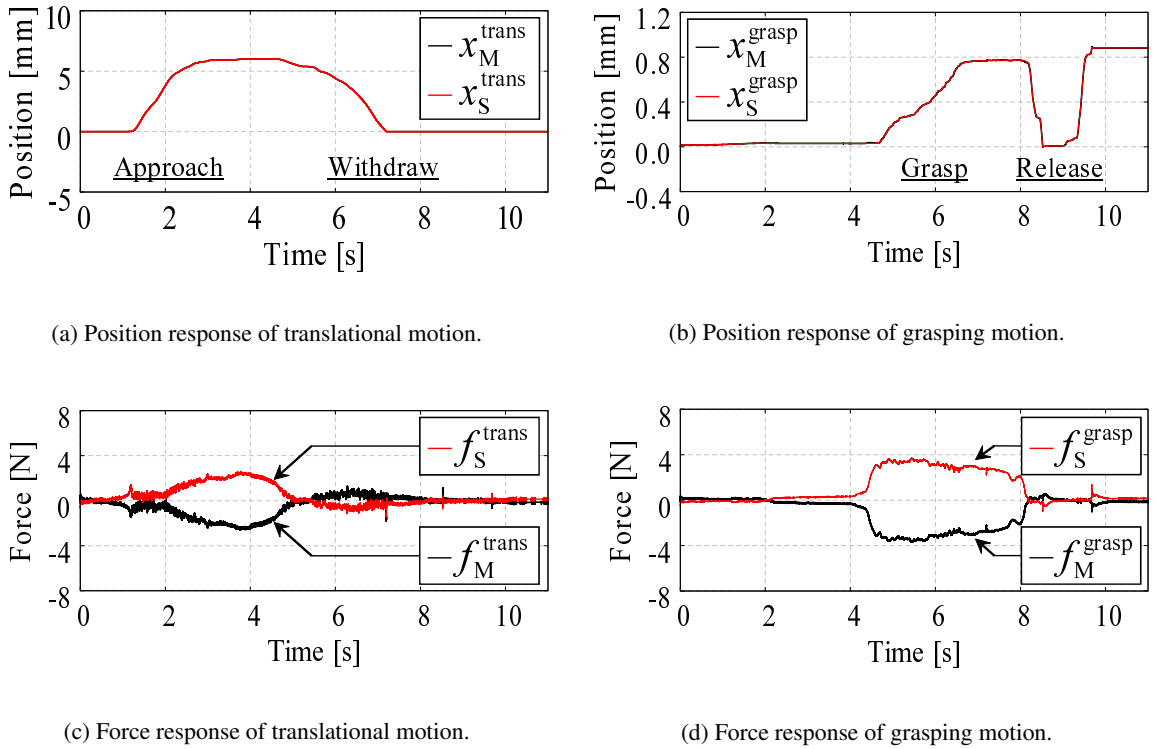 10
5
0
-5
Position [mm]
x_M^trans
x_S^trans
Approach
Withdraw
0 2 4 6 8 10
Time [s]
(a) Position response of translational motion.
1.2
0.8
0.4
0.0
-0.4
Position [mm]
x_M^grasp
x_S^grasp
Grasp
Release
0 2 4 6 8 10
Time [s]
(b) Position response of grasping motion.
8
4
0
-4
-8
Force [N]
f_S^trans
f_M^trans
0 2 4 6 8 10
Time [s]
(c) Force response of translational motion.
8
4
0
-4
-8
Force [N]
f_S^grasp
f_M^grasp
0 2 4 6 8 10
Time [s]
(d) Force response of grasping motion.